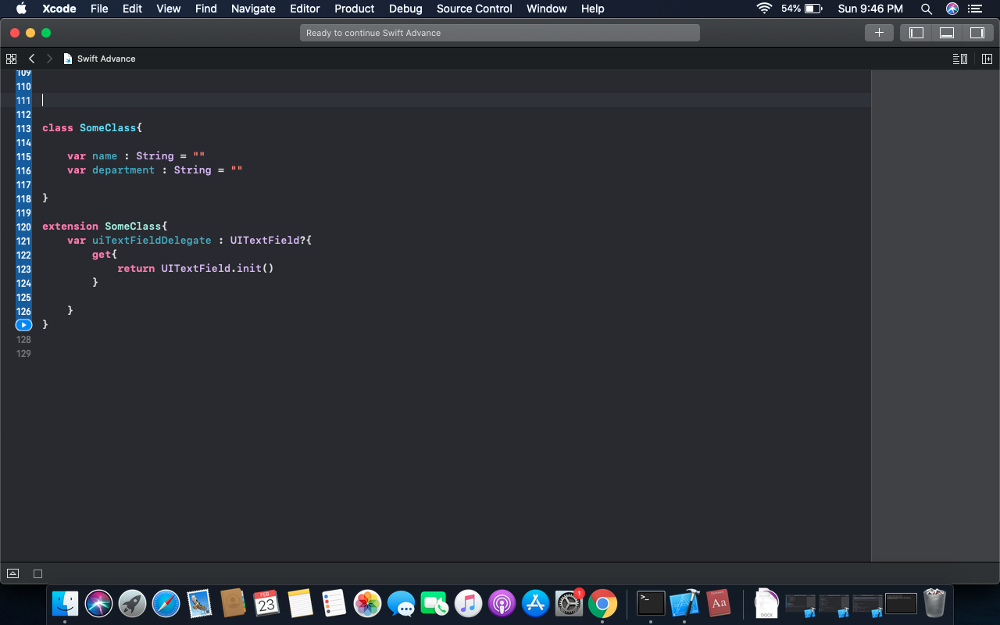 Xcode File Edit View Find Navigate Editor Product Debug Source Control Window Help 54% Sun 9:46 PM
Ready to continue Swift Advance
Swift Advance
109
110
111
112
113 class SomeClass{
114
115 var name : String = ""
116 var department : String = ""
117
118 }
119
120 extension SomeClass{
121 var uiTextFieldDelegate : UITextField?{
122 get{
123 return UITextField.init()
124 }
125
126 }
}
128
129
FEB
23
1
>_
Aa
DOCX